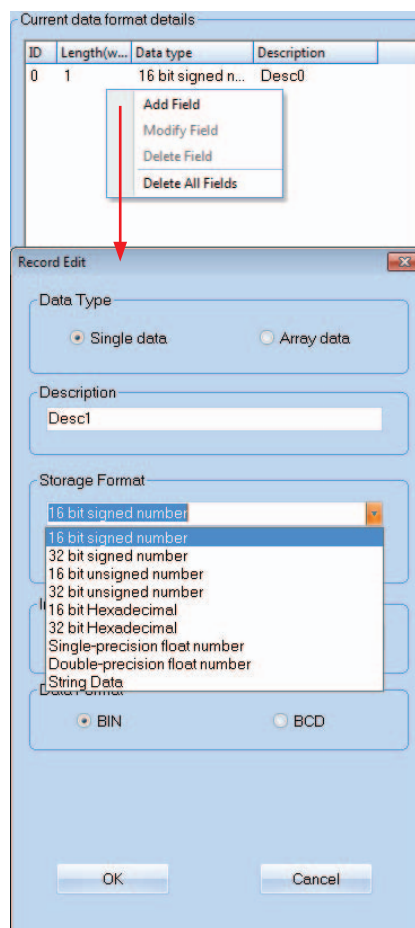 Current data format details
ID Length(w... Data type Description
0 1 16 bit signed n... Desc0
Add Field
Modify Field
Delete Field
Delete All Fields
Record Edit
Data Type
Single data Array data
Description
Desc1
Storage Format
16 bit signed number
16 bit signed number
32 bit signed number
16 bit unsigned number
32 bit unsigned number
16 bit Hexadecimal
32 bit Hexadecimal
Single-precision float number
Double-precision float number
String Data
Data Format
BIN BCD
OK Cancel